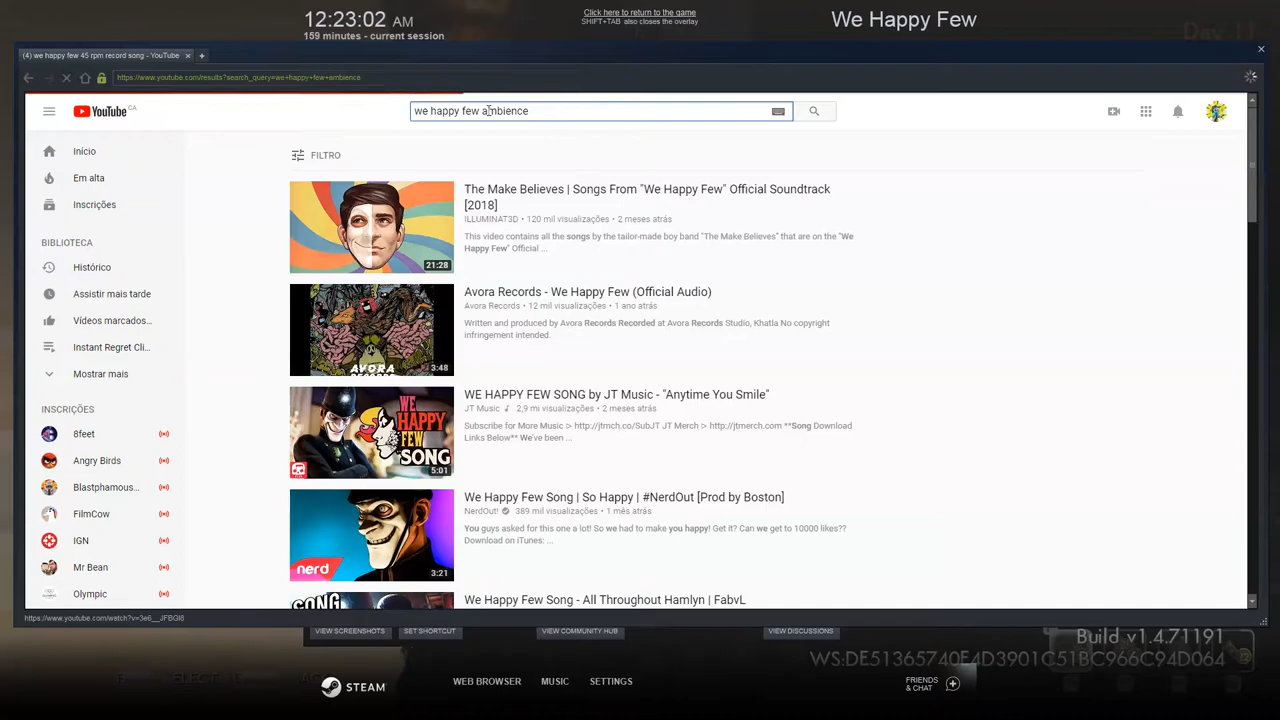 12:23:02 AM
159 minutes - current session
Click here to return to the game
SHIFT+TAB also closes the overlay
We Happy Few
(4) we happy few 45 rpm record song - YouTube
https://www.youtube.com/results?search_query=we+happy+few+ambience
YouTube CA
we happy few ambience
Início
Em alta
Inscrições
BIBLIOTECA
Histórico
Assistir mais tarde
Vídeos marcados...
Instant Regret Cli...
Mostrar mais
INSCRIÇÕES
8feet
Angry Birds
Blastphamous...
FilmCow
IGN
Mr Bean
Olympic
FILTRO
21:28
The Make Believes | Songs From "We Happy Few" Official Soundtrack
[2018]
ILLUMINAT3D • 120 mil visualizações • 2 meses atrás
This video contains all the songs by the tailor-made boy band "The Make Believes" that are on the "We
Happy Few" Official ...
AVORA
RECORDS
3:48
Avora Records - We Happy Few (Official Audio)
Avora Records • 12 mil visualizações • 1 ano atrás
Written and produced by Avora Records Recorded at Avora Records Studio, Khatla No copyright
infringement intended.
WE
HAPPY
FEW
SONG
5:01
WE HAPPY FEW SONG by JT Music - "Anytime You Smile"
JT Music • 2,9 mi visualizações • 2 meses atrás
Subscribe for More Music ▷ http://jtmch.co/SubJT JT Merch ▷ http://jtmerch.com **Song Download
Links Below** We've been ...
nerd
3:21
We Happy Few Song | So Happy | #NerdOut [Prod by Boston]
NerdOut! • 389 mil visualizações • 1 mês atrás
You guys asked for this one a lot! So we had to make you happy! Get it? Can we get to 10000 likes??
Download on iTunes: ...
SONG
We Happy Few Song - All Throughout Hamlyn | FabvL
https://www.youtube.com/watch?v=3e6__JFBGI8
VIEW SCREENSHOTS
SET SHORTCUT
VIEW COMMUNITY HUB
VIEW DISCUSSIONS
Build v1.4.71191
WS:DE51365740E4D3901C51BC966C94D064
STEAM
WEB BROWSER
MUSIC
SETTINGS
FRIENDS
& CHAT